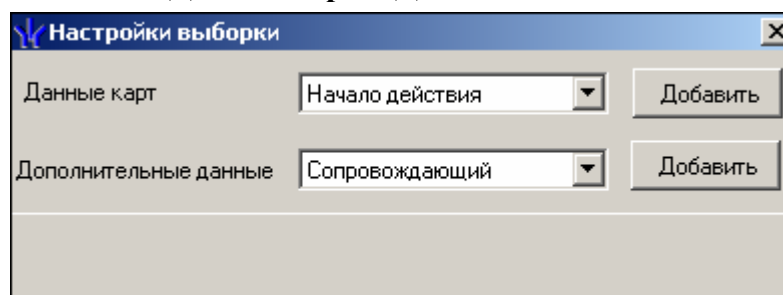 Настройки выборки
Данные карт Начало действия Добавить
Дополнительные данные Сопровождающий Добавить